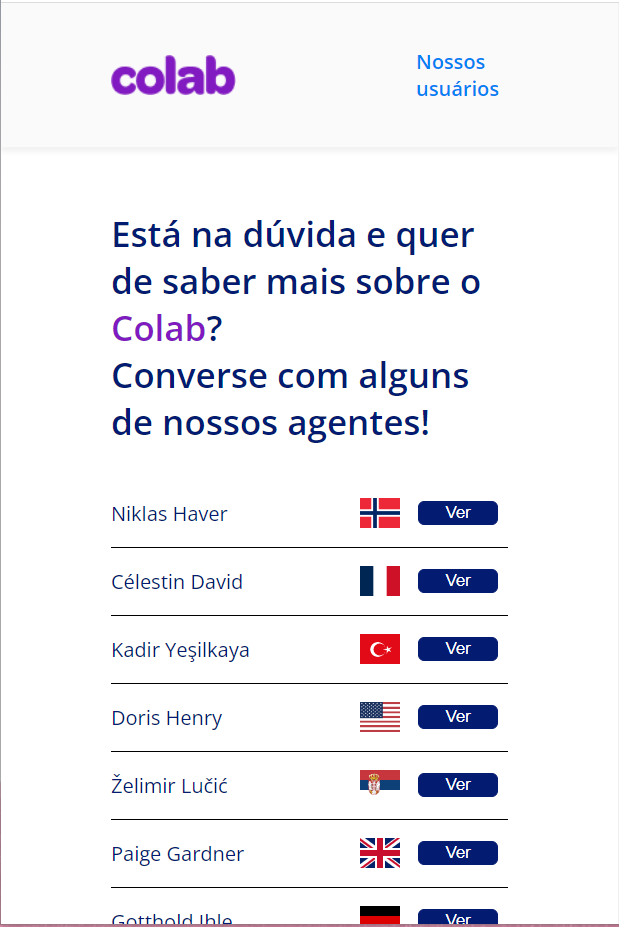 colab
Nossos
usuários
Está na dúvida e quer
de saber mais sobre o
Colab?
Converse com alguns
de nossos agentes!
Niklas Haver Ver
Célestin David Ver
Kadir Yeşilkaya Ver
Doris Henry Ver
Želimir Lučić Ver
Paige Gardner Ver
Gotthold Ihle Ver